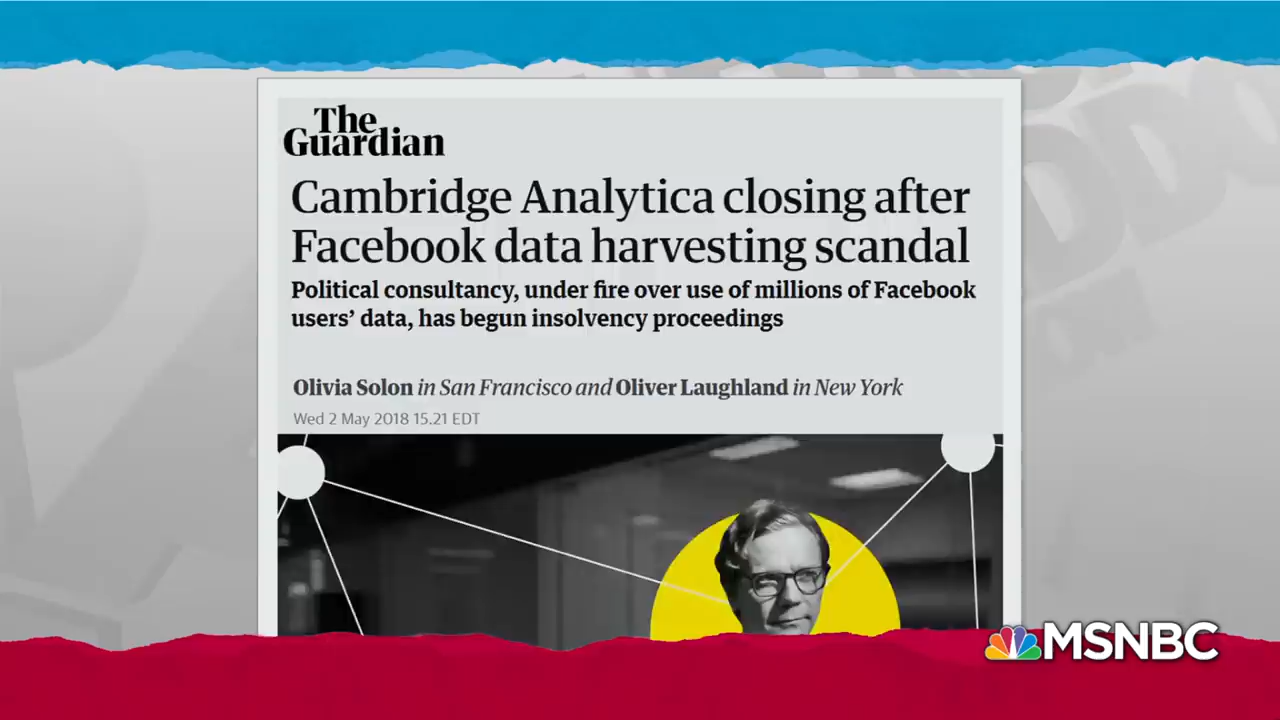 The
Guardian
Cambridge Analytica closing after
Facebook data harvesting scandal
Political consultancy, under fire over use of millions of Facebook
users’ data, has begun insolvency proceedings
Olivia Solon in San Francisco and Oliver Laughland in New York
Wed 2 May 2018 15.21 EDT
MSNBC